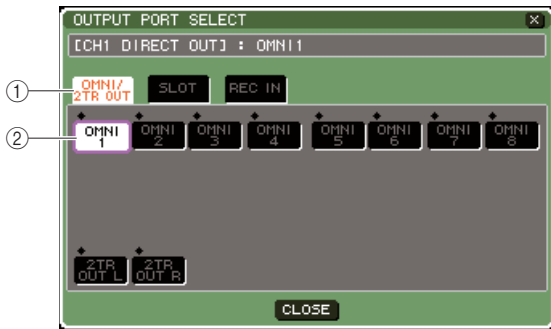 OUTPUT PORT SELECT X
[CH1 DIRECT OUT] : OMNI1
① OMNI/ 2TR OUT SLOT REC IN
② OMNI 1 OMNI 2 OMNI 3 OMNI 4 OMNI 5 OMNI 6 OMNI 7 OMNI 8
2TR OUT L 2TR OUT R
CLOSE